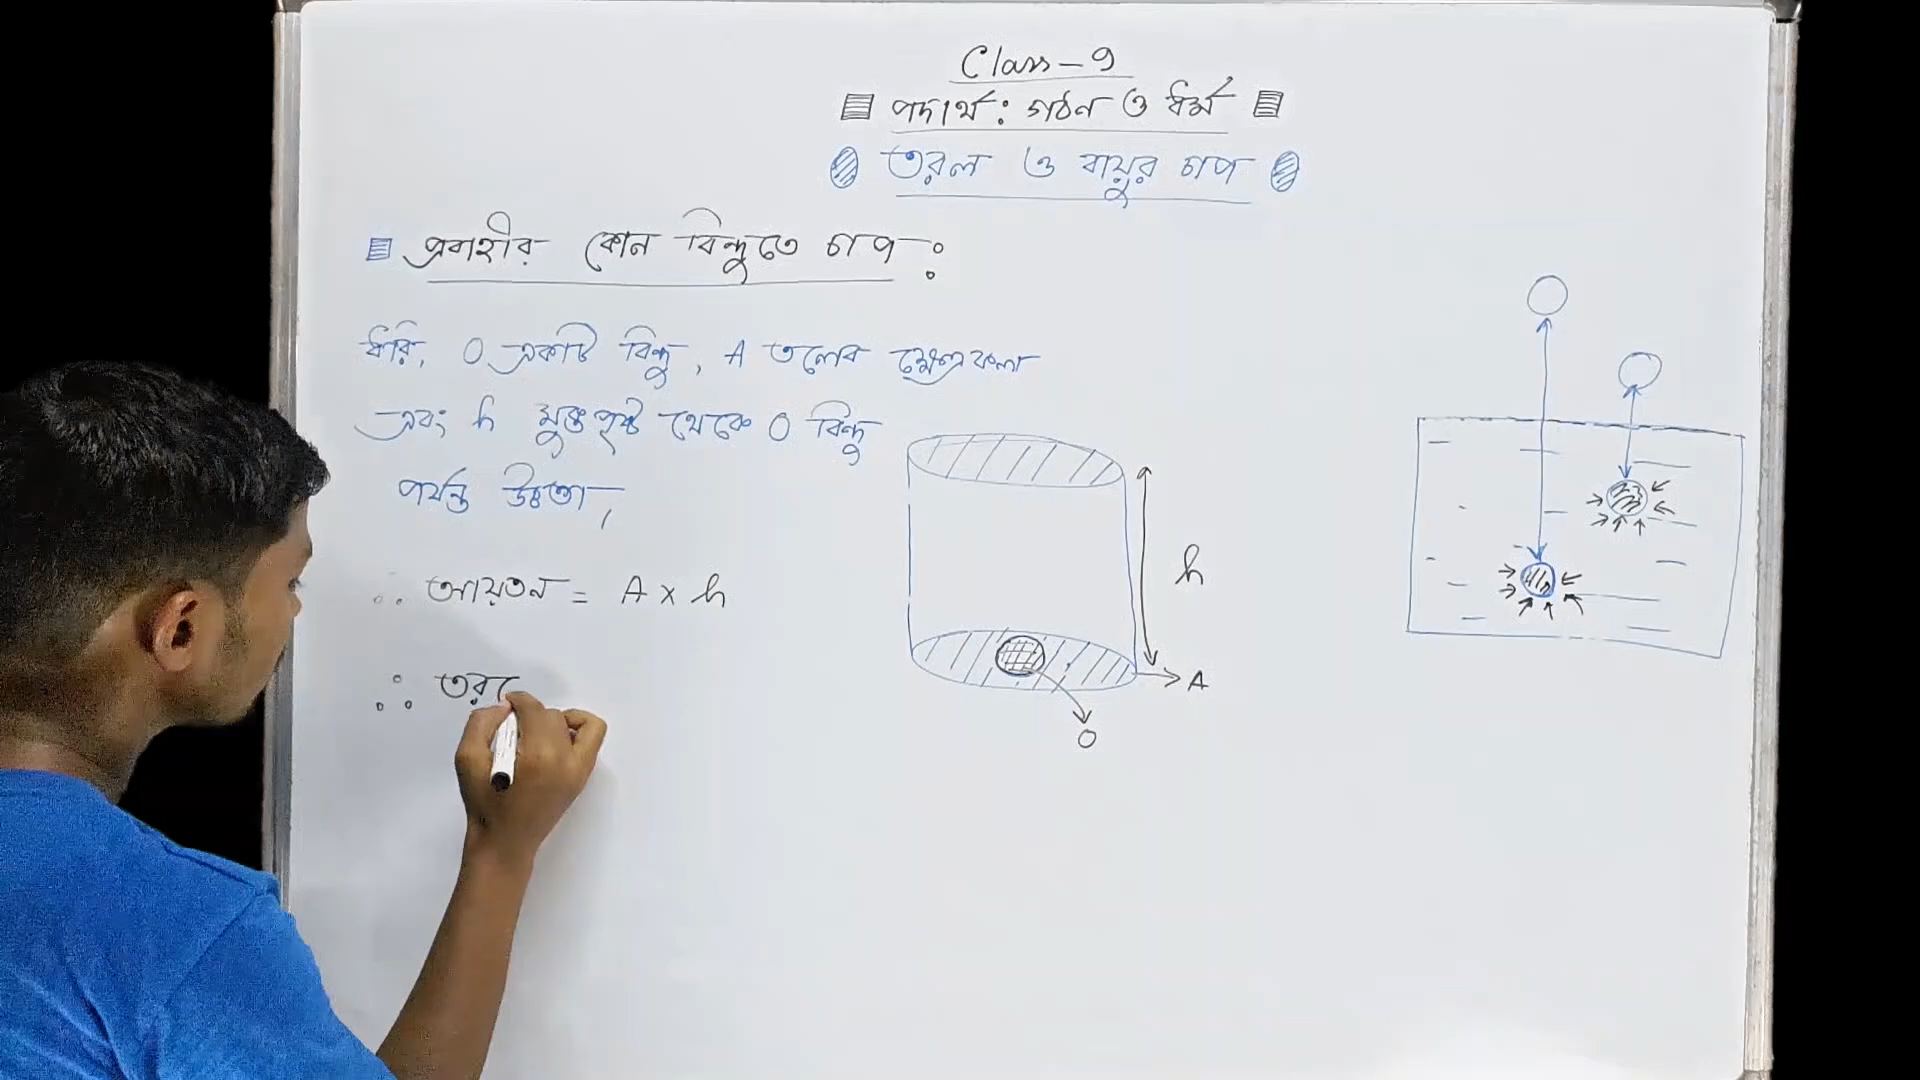 Class-9
পদার্থ: গঠন ও ধর্ম
তরল ও বায়ুর চাপ
প্রবাহীর কোন বিন্দুতে চাপ :
ধরি, O একটি বিন্দু, A তলের ক্ষেত্রফল
এবং h মুক্তপৃষ্ঠ থেকে O বিন্দু
পর্যন্ত উচ্চতা,
∴ আয়তন = A × h
∴ তর
h
A
O